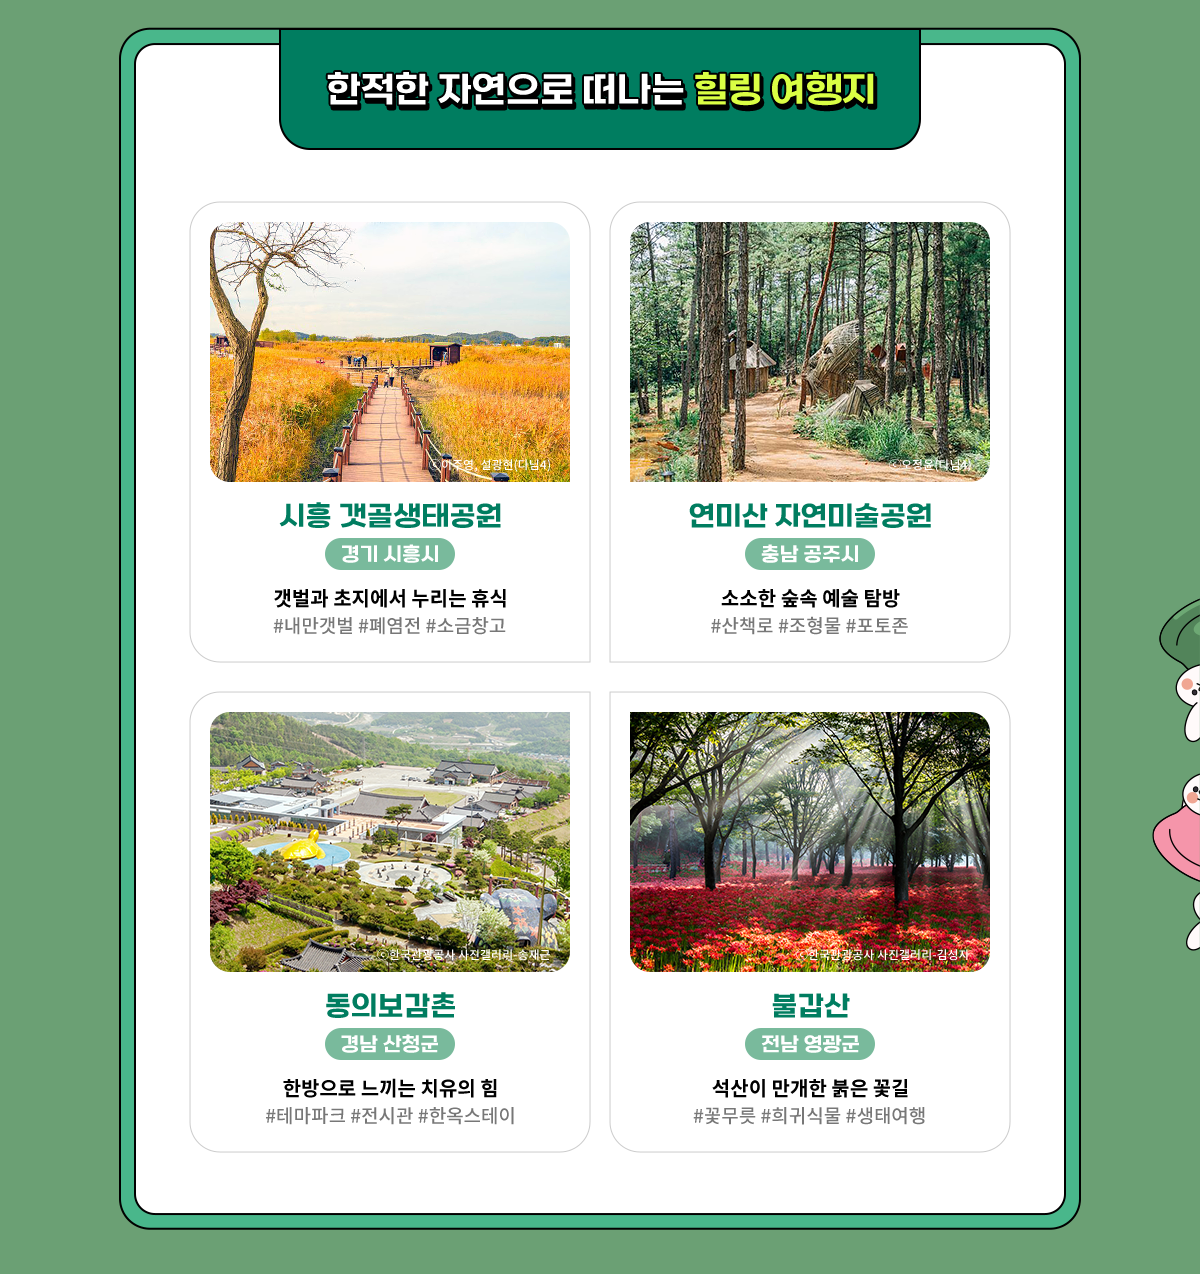 한적한 자연으로 떠나는 힐링 여행지
ⓒ이주영, 설광현(다님4)
ⓒ오정운(다님4)
시흥 갯골생태공원
연미산 자연미술공원
경기 시흥시
충남 공주시
갯벌과 초지에서 누리는 휴식
소소한 숲속 예술 탐방
#내만갯벌 #폐염전 #소금창고
#산책로 #조형물 #포토존
ⓒ한국관광공사 사진갤러리-송재근
ⓒ한국관광공사 사진갤러리-김성자
동의보감촌
불갑산
경남 산청군
전남 영광군
한방으로 느끼는 치유의 힘
석산이 만개한 붉은 꽃길
#테마파크 #전시관 #한옥스테이
#꽃무릇 #희귀식물 #생태여행